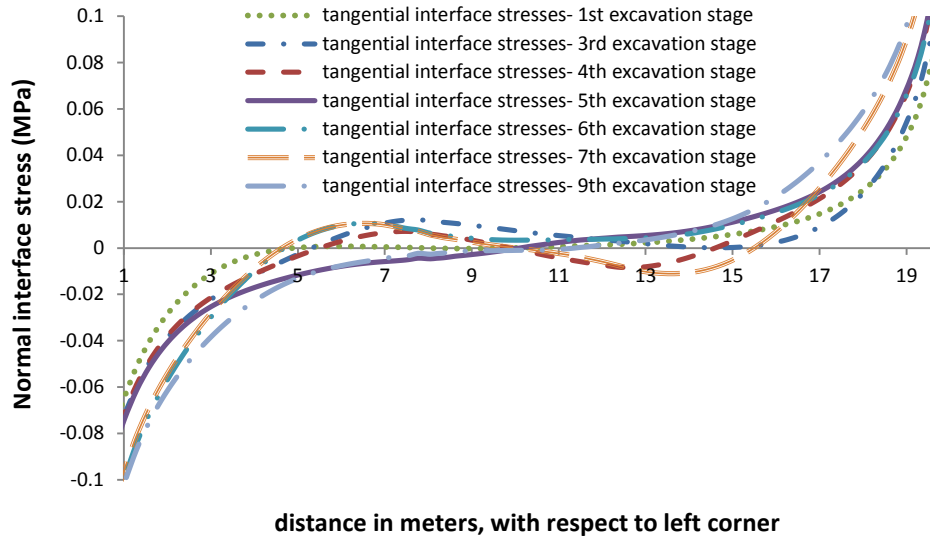 tangential interface stresses- 1st excavation stage
tangential interface stresses- 3rd excavation stage
tangential interface stresses- 4th excavation stage
tangential interface stresses- 5th excavation stage
tangential interface stresses- 6th excavation stage
tangential interface stresses- 7th excavation stage
tangential interface stresses- 9th excavation stage
Normal interface stress (MPa)
0.1
0.08
0.06
0.04
0.02
0
-0.02
-0.04
-0.06
-0.08
-0.1
1 3 5 7 9 11 13 15 17 19
distance in meters, with respect to left corner